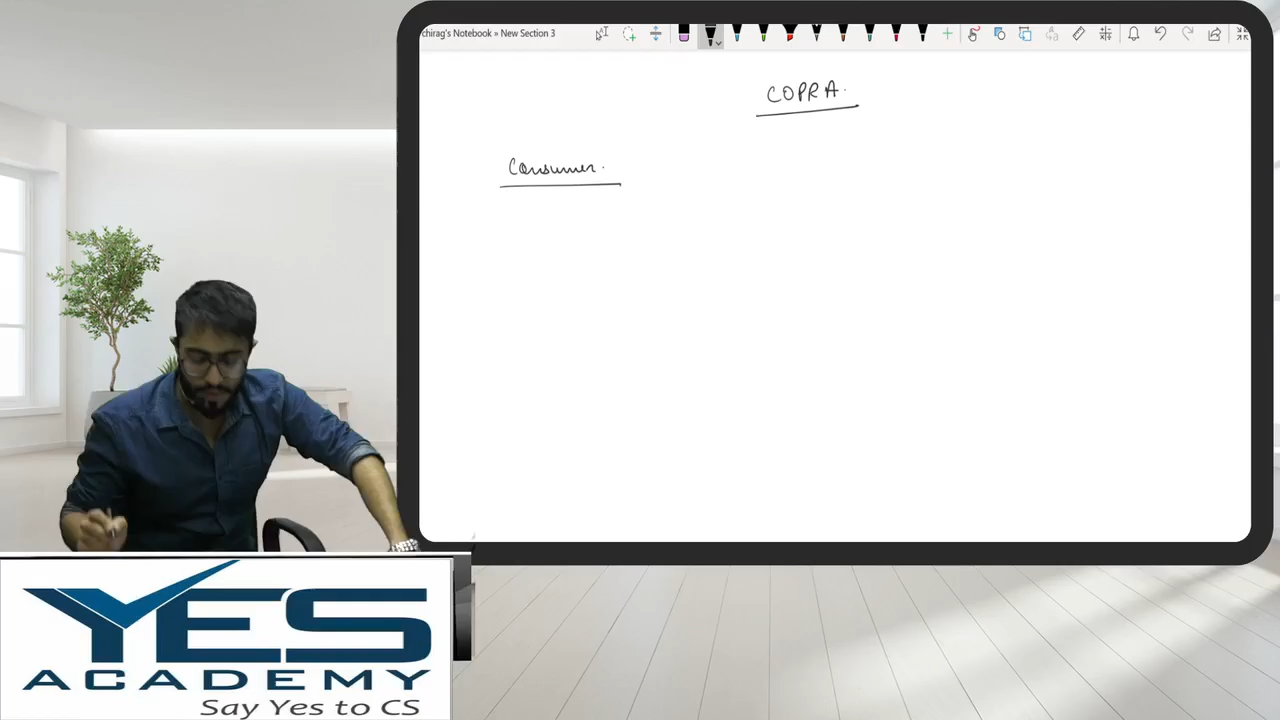 chirag's Notebook » New Section 3
COPRA.
Consumer.
YES
ACADEMY
Say Yes to CS